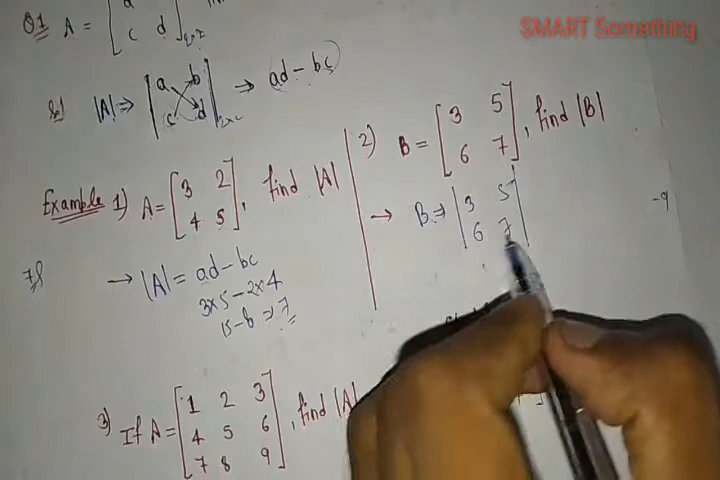 SMART Something
Q.1 A = [ c d ]2×2
|A| ⇒ | a b c d |2×2 ⇒ ad - bc
Example 1) A = [ 3 2 4 5 ], find |A|
→ |A| = ad - bc
3×5 - 2×4
15 - 8 ⇒ 7
2) B = [ 3 5 6 7 ], find |B|
→ B ⇒ | 3 5 6 7 |
-9
3) If A = [ 1 2 3 4 5 6 7 8 9 ], find |A|